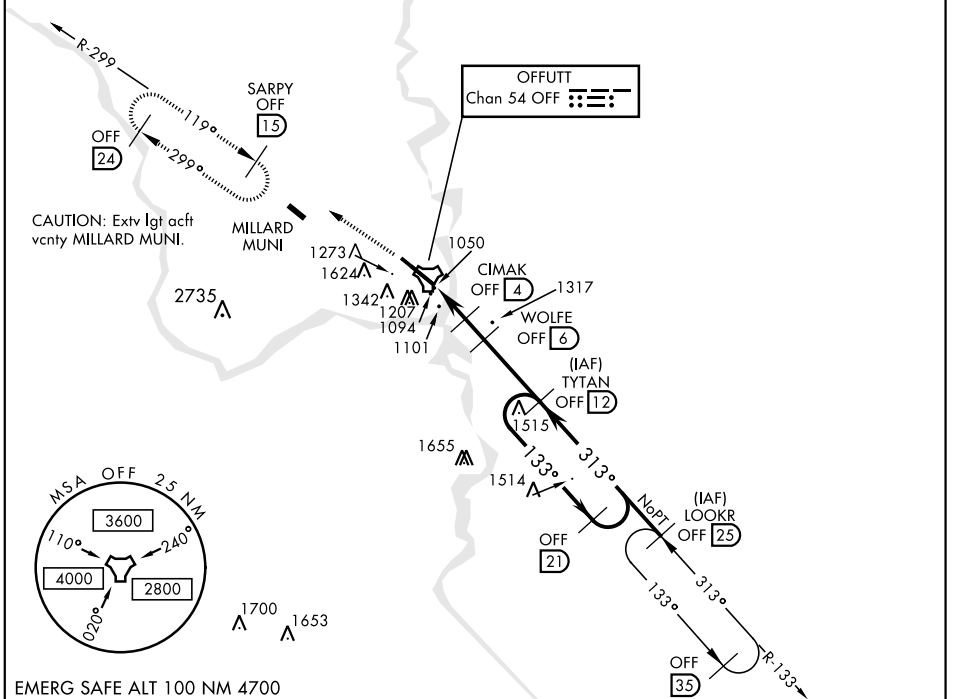 R-299
SARPY
OFF
15
119°
299°
OFF
24
CAUTION: Extv lgt acft
vcnty MILLARD MUNI.
MILLARD
MUNI
OFFUTT
Chan 54 OFF
1273
1624
1342
1207
1094
1101
1050
2735
CIMAK
OFF 4
1317
WOLFE
OFF 6
(IAF)
TYTAN
OFF 12
1515
1655
133°
313°
1514
NoPT
(IAF)
LOOKR
OFF 25
OFF
21
133°
313°
R-133
OFF
35
MSA OFF 25 NM
3600
110°
240°
4000
2800
020°
1700
1653
EMERG SAFE ALT 100 NM 4700